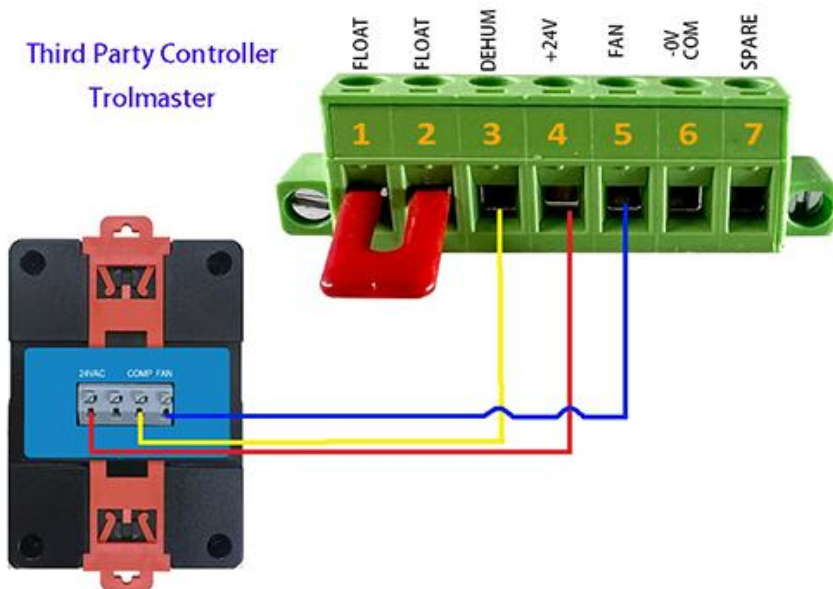 Third Party Controller
Trolmaster
FLOAT
FLOAT
DEHUM
+24V
FAN
-0V
COM
SPARE
1 2 3 4 5 6 7
24VAC COMP FAN